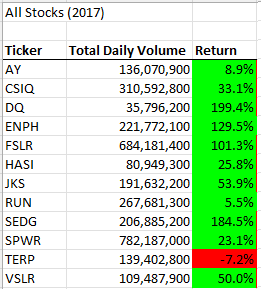 All Stocks (2017)
Ticker Total Daily Volume Return
AY 136,070,900 8.9%
CSIQ 310,592,800 33.1%
DQ 35,796,200 199.4%
ENPH 221,772,100 129.5%
FSLR 684,181,400 101.3%
HASI 80,949,300 25.8%
JKS 191,632,200 53.9%
RUN 267,681,300 5.5%
SEDG 206,885,200 184.5%
SPWR 782,187,000 23.1%
TERP 139,402,800 -7.2%
VSLR 109,487,900 50.0%